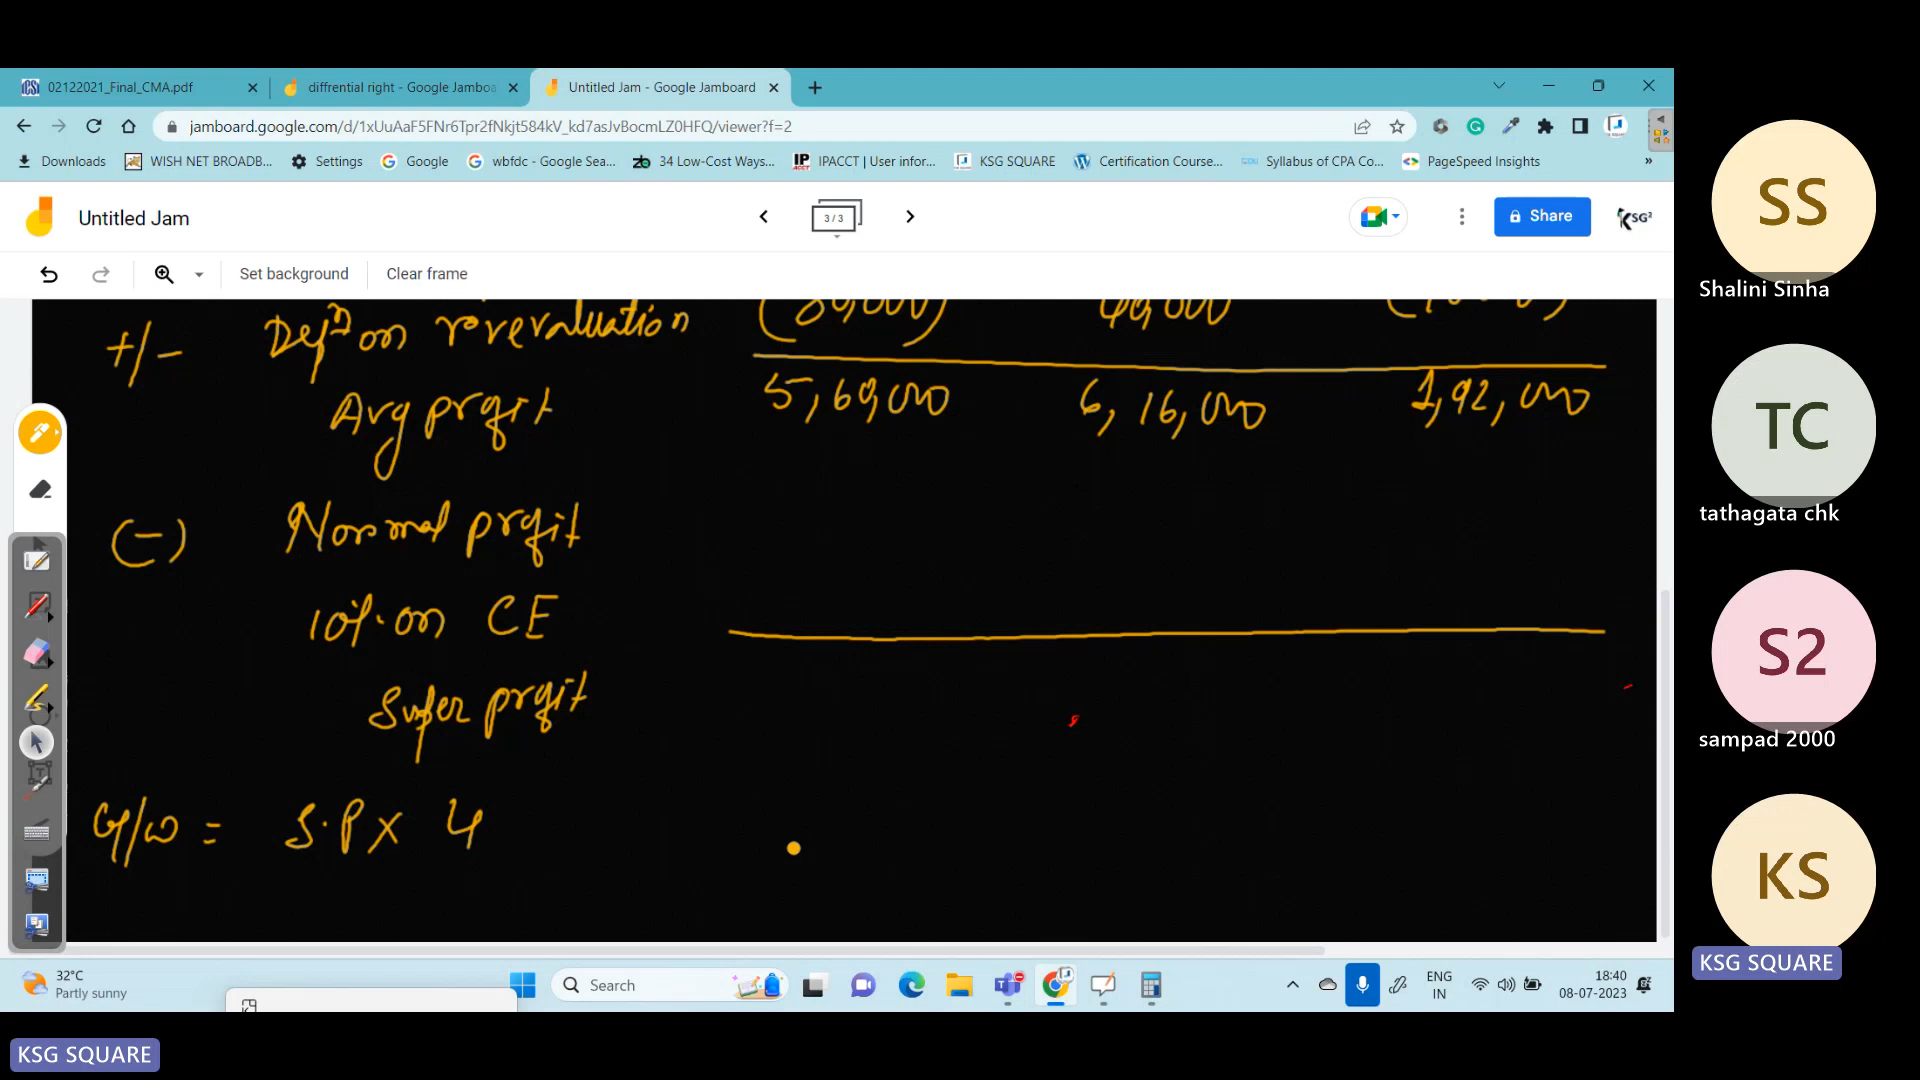 02122021_Final_CMA.pdf
diffrential right - Google Jamboa
Untitled Jam - Google Jamboard
jamboard.google.com/d/1xUuAaF5FNr6Tpr2fNkjt584kV_kd7asJvBocmLZ0HFQ/viewer?f=2
Downloads WISH NET BROADB... Settings Google wbfdc - Google Sea... 34 Low-Cost Ways... IPACCT | User infor... KSG SQUARE Certification Course... Syllabus of CPA Co... PageSpeed Insights »
Untitled Jam
3 / 3
Share
KSG²
Set background
Clear frame
+/- Depn on revaluation
Avg profit 5,60,000 6,16,000 1,92,000
(-) Normal profit
10% on CE
Super profit
G/w = S.P x 4
SS
Shalini Sinha
TC
tathagata chk
S2
sampad 2000
KS
KSG SQUARE
32°C
Partly sunny
Search
ENG
IN
18:40
08-07-2023
KSG SQUARE